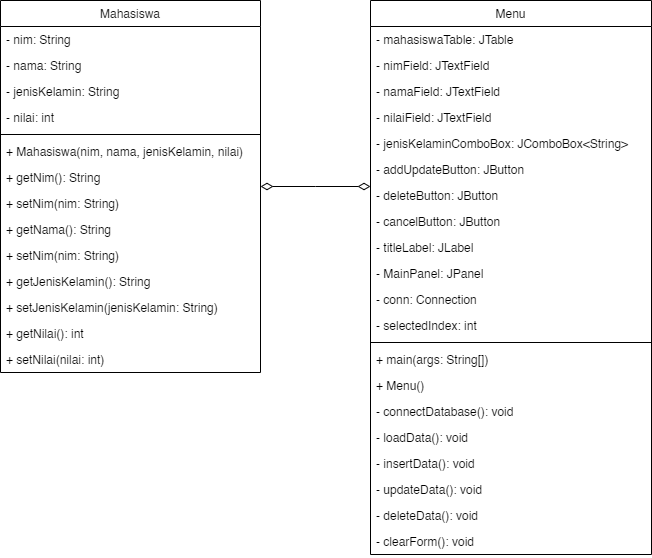 Mahasiswa
- nim: String
- nama: String
- jenisKelamin: String
- nilai: int
+ Mahasiswa(nim, nama, jenisKelamin, nilai)
+ getNim(): String
+ setNim(nim: String)
+ getNama(): String
+ setNim(nim: String)
+ getJenisKelamin(): String
+ setJenisKelamin(jenisKelamin: String)
+ getNilai(): int
+ setNilai(nilai: int)
Menu
- mahasiswaTable: JTable
- nimField: JTextField
- namaField: JTextField
- nilaiField: JTextField
- jenisKelaminComboBox: JComboBox<String>
- addUpdateButton: JButton
- deleteButton: JButton
- cancelButton: JButton
- titleLabel: JLabel
- MainPanel: JPanel
- conn: Connection
- selectedIndex: int
+ main(args: String[])
+ Menu()
- connectDatabase(): void
- loadData(): void
- insertData(): void
- updateData(): void
- deleteData(): void
- clearForm(): void